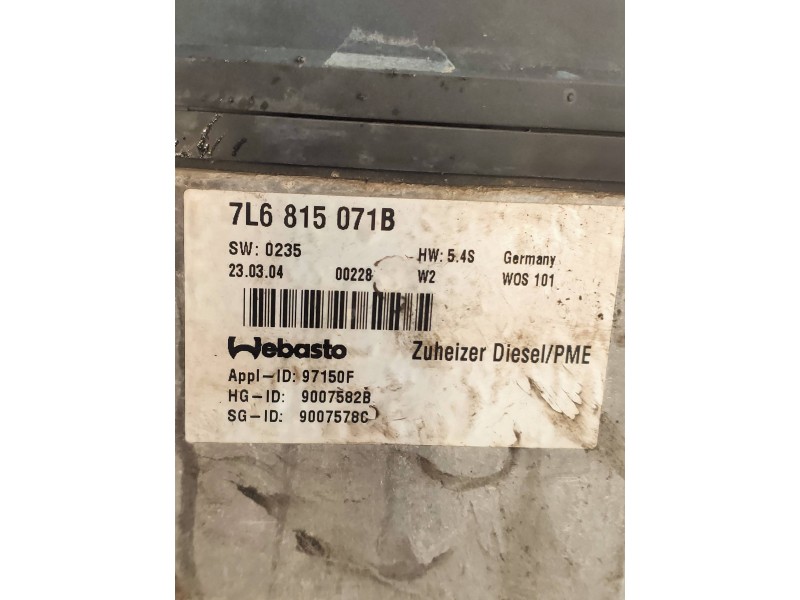 7L6 815 071B
SW: 0235 HW: 5.4S Germany
23.03.04 00228 W2 WOS 101
Webasto Zuheizer Diesel/PME
Appl-ID: 97150F
HG-ID: 9007582B
SG-ID: 9007578C